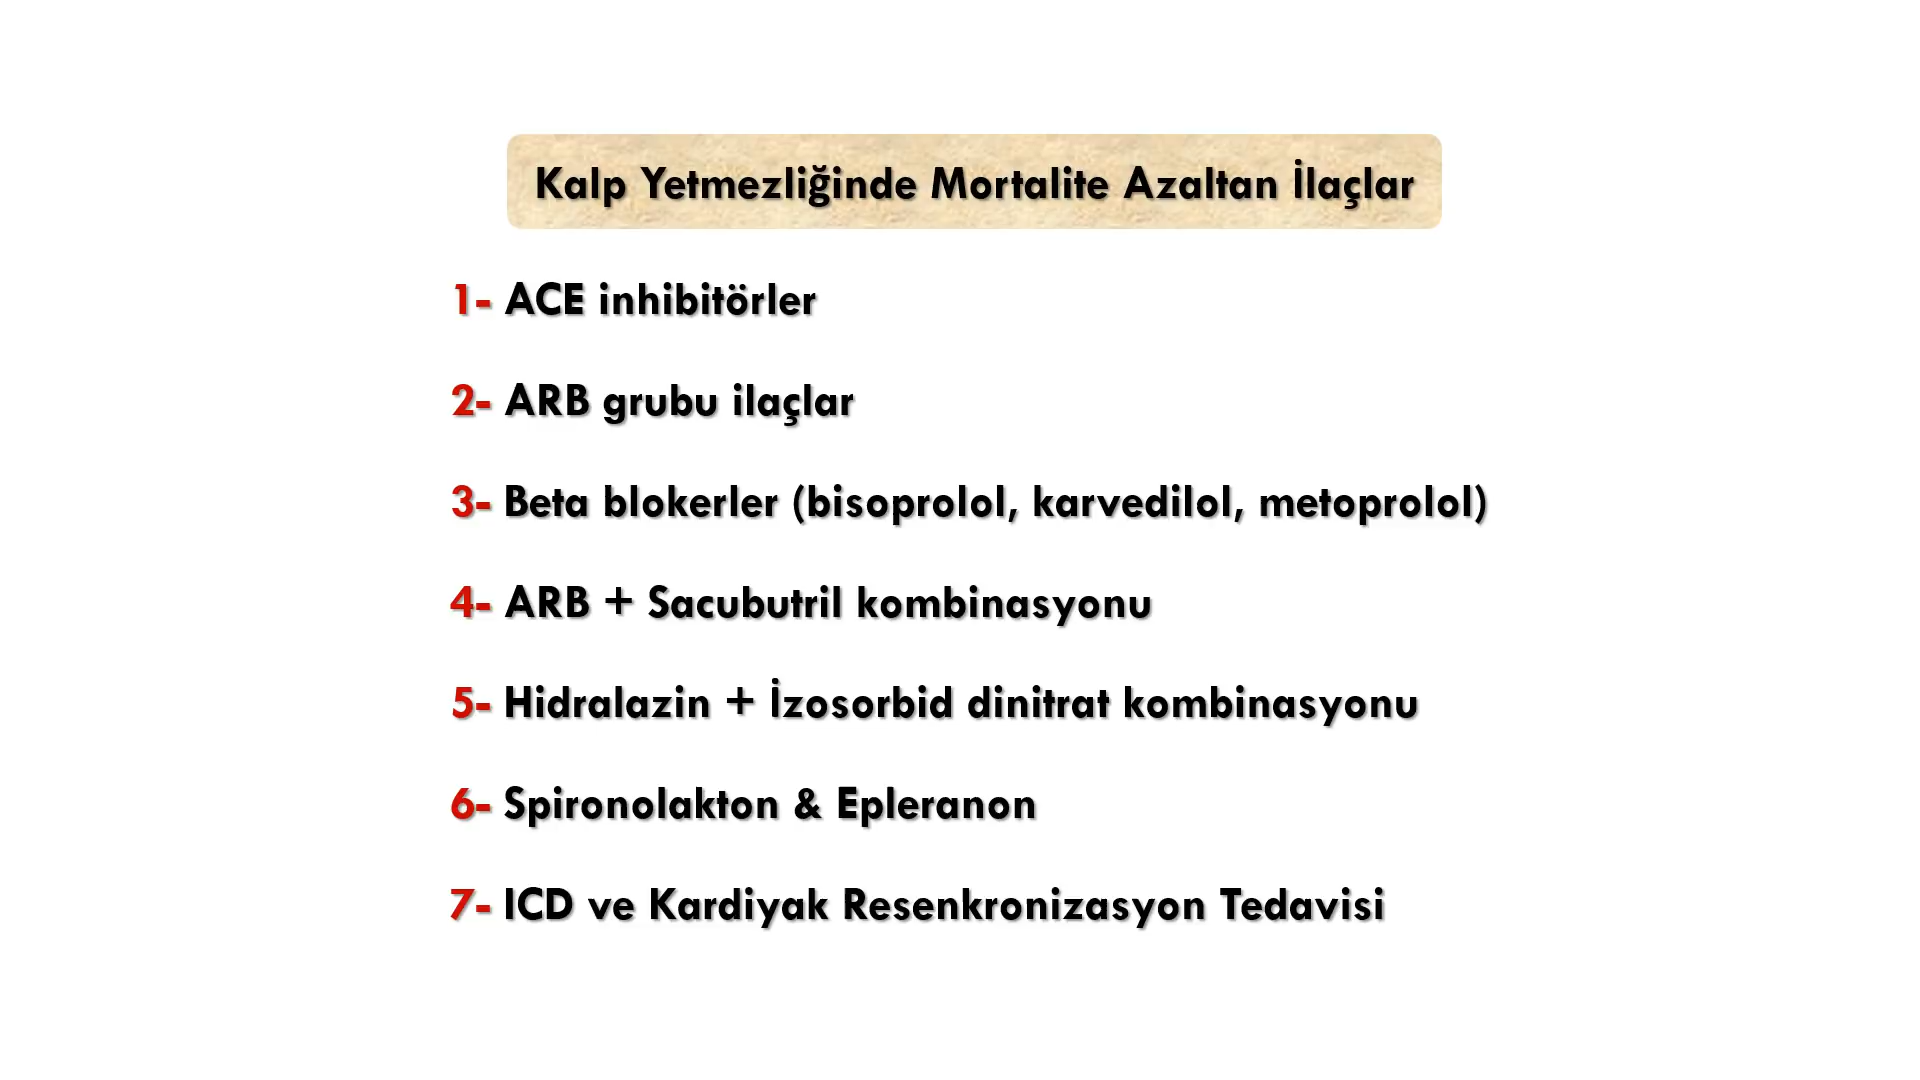 Kalp Yetmezliğinde Mortalite Azaltan İlaçlar
1- ACE inhibitörler
2- ARB grubu ilaçlar
3- Beta blokerler (bisoprolol, karvedilol, metoprolol)
4- ARB + Sacubutril kombinasyonu
5- Hidralazin + İzosorbid dinitrat kombinasyonu
6- Spironolakton & Epleranon
7- ICD ve Kardiyak Resenkronizasyon Tedavisi